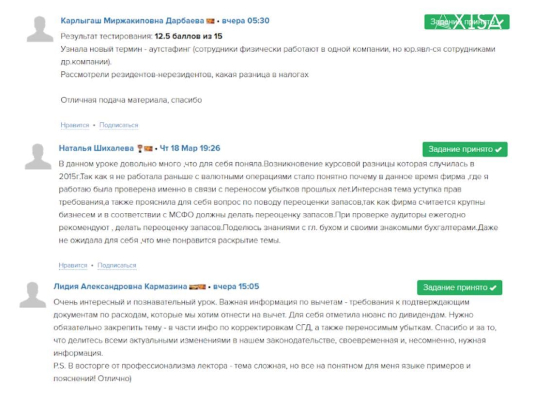 Карлыгаш Миржакиповна Дарбаева • вчера 05:30
Задание принято ✓
AXISA
Результат тестирования: 12.5 баллов из 15
Узнала новый термин - аутстафинг (сотрудники физически работают в одной компании, но юр.явл-ся сотрудниками
др.компании).
Рассмотрели резидентов-нерезидентов, какая разница в налогах
Отличная подача материала, спасибо
Нравится • Подписаться
Наталья Шихалева • Чт 18 Мар 19:26
Задание принято ✓
В данном уроке довольно много ,что для себя поняла.Возникновение курсовой разницы которая случилась в
2015г.Так как я не работала раньше с валютными операциями стало понятно почему в данное время фирма ,где я
работаю была проверена именно в связи с переносом убытков прошлых лет.Интерсная тема уступка прав
требования,а также прояснила для себя вопрос по поводу переоценки запасов,так как фирма считается крупны
бизнесем и в соответствии с МСФО должны делать переоценку запасов.При проверке аудиторы ежегодно
рекомендуют , делать переоценку запасов.Поделюсь знаниями с гл. бухом и своими знакомыми бухгалтерами.Даже
не ожидала для себя ,что мне понравится раскрытие темы.
Нравится • Подписаться
Лидия Александровна Кармазина • вчера 15:05
Задание принято ✓
Очень интересный и познавательный урок. Важная информация по вычетам - требования к подтверждающим
документам по расходам, которые мы хотим отнести на вычет. Для себя отметила нюанс по дивидендам. Нужно
обязательно закрепить тему - в части инфо по корректировкам СГД, а также переносимым убыткам. Спасибо и за то,
что делитесь всеми актуальными изменениями в нашем законодательстве, своевременная и, несомненно, нужная
информация.
P.S. В восторге от профессионализма лектора - тема сложная, но все на понятном для меня языке примеров и
пояснений! Отлично)